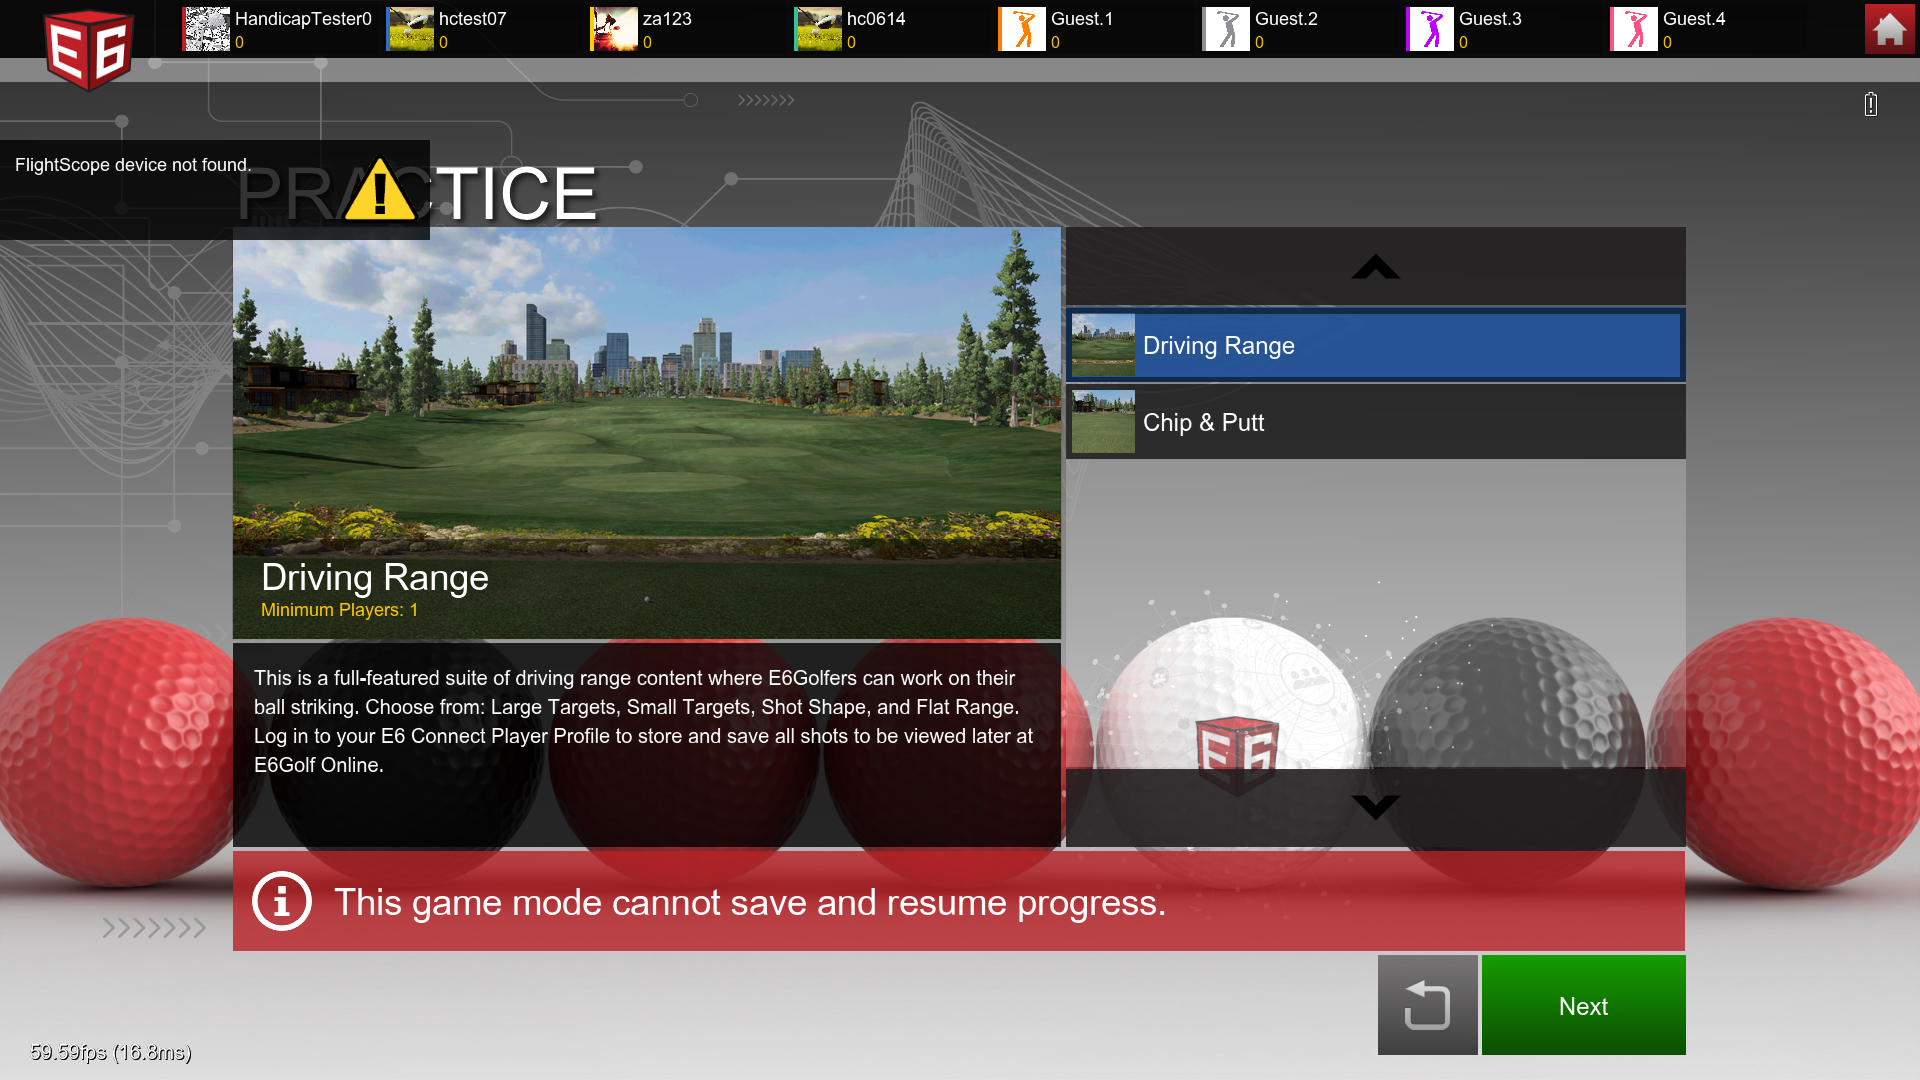 E6
HandicapTester0
0
hctest07
0
za123
0
hc0614
0
Guest.1
0
Guest.2
0
Guest.3
0
Guest.4
0
FlightScope device not found.
PRACTICE
Driving Range
Minimum Players: 1
This is a full-featured suite of driving range content where E6Golfers can work on their
ball striking. Choose from: Large Targets, Small Targets, Shot Shape, and Flat Range.
Log in to your E6 Connect Player Profile to store and save all shots to be viewed later at
E6Golf Online.
Driving Range
Chip & Putt
E6
This game mode cannot save and resume progress.
Next
59.59fps (16.8ms)